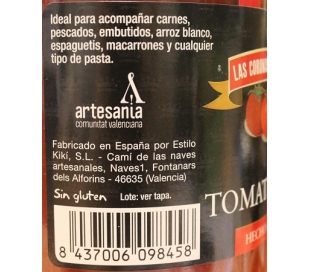 Ideal para acompañar carnes,
pescados, embutidos, arroz blanco,
espaguetis, macarrones y cualquier
tipo de pasta.
artesanía
comunitat valenciana
Fabricado en España por Estilo
Kiki, S.L. - Camí de las naves
artesanales, Naves1, Fontanars
dels Alforins - 46635 (Valencia)
Sin gluten
Lote: ver tapa.
8 437006 098458
LAS
TOMAT